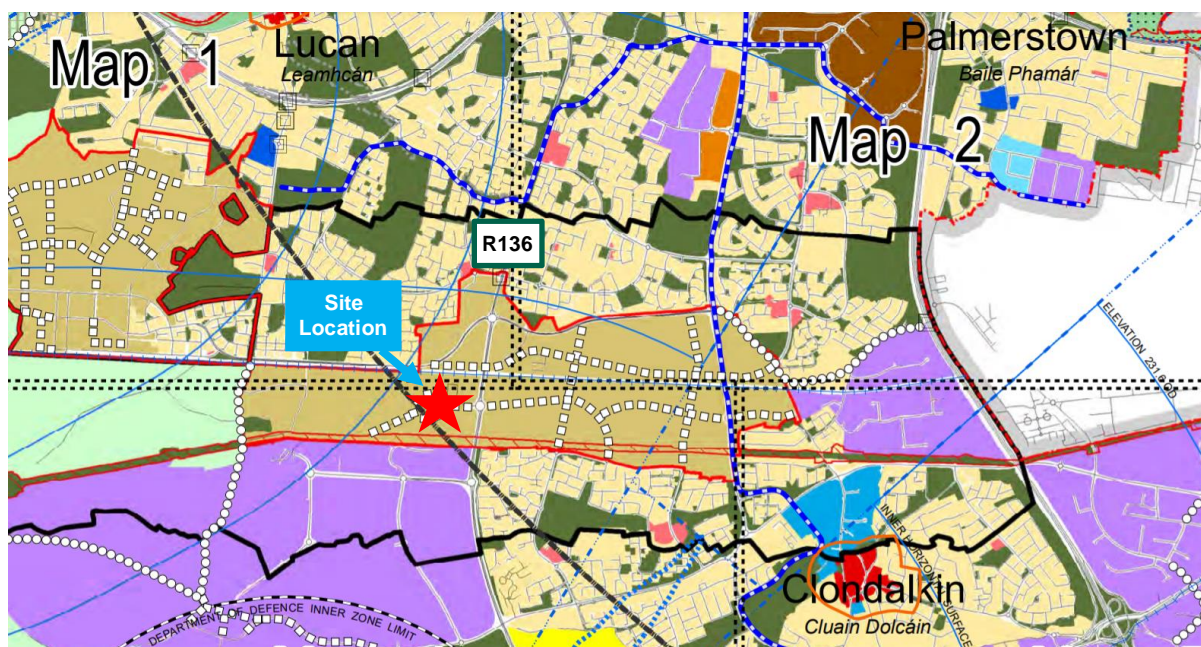 Map 1
Lucan
Leamhcán
Palmerstown
Baile Phamár
Map 2
R136
Site
Location
ELEVATION 231.6 OD
INNER HORIZONTAL SURFACE
Clondalkin
Cluain Dolcáin
DEPARTMENT OF DEFENCE INNER ZONE LIMIT